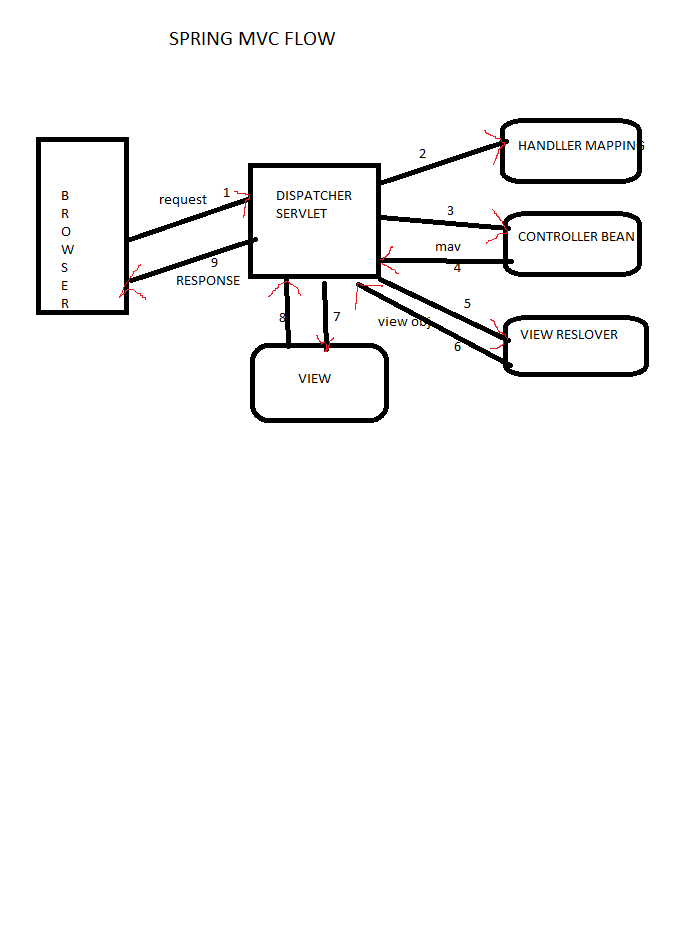 SPRING MVC FLOW
HANDLLER MAPPING
2
B
R
O
W
S
E
R
request
1
DISPATCHER
SERVLET
3
CONTROLLER BEAN
mav
4
9
RESPONSE
5
view obj
6
VIEW RESLOVER
8
7
VIEW